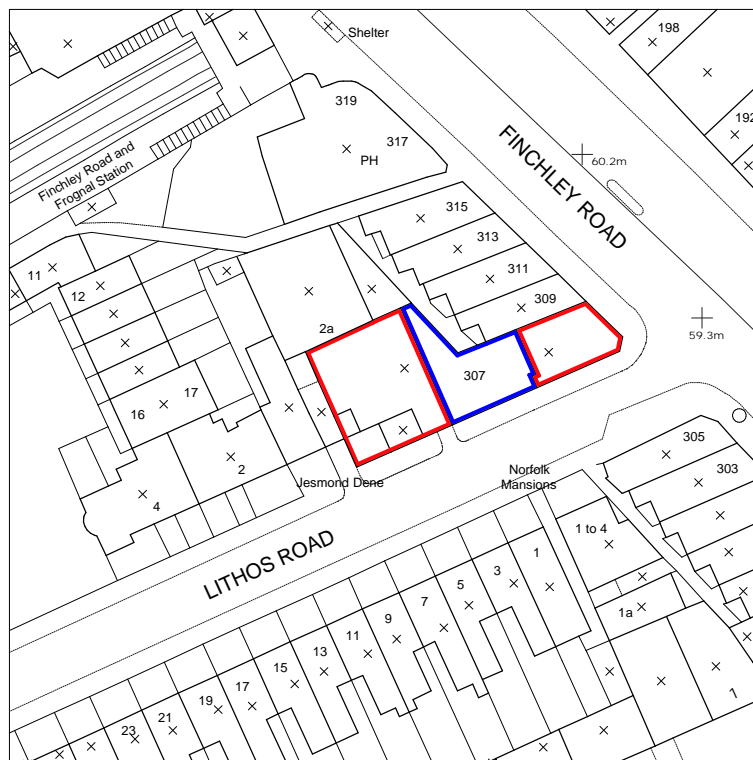 198
Shelter
192
319
317
PH
FINCHLEY ROAD
60.2m
Finchley Road and
Frognal Station
315
313
311
309
59.3m
11
12
2a
307
17
16
2
4
Jesmond Dene
Norfolk
Mansions
305
303
LITHOS ROAD
1 to 4
1
3
5
7
9
11
13
15
17
19
21
23
1a
1